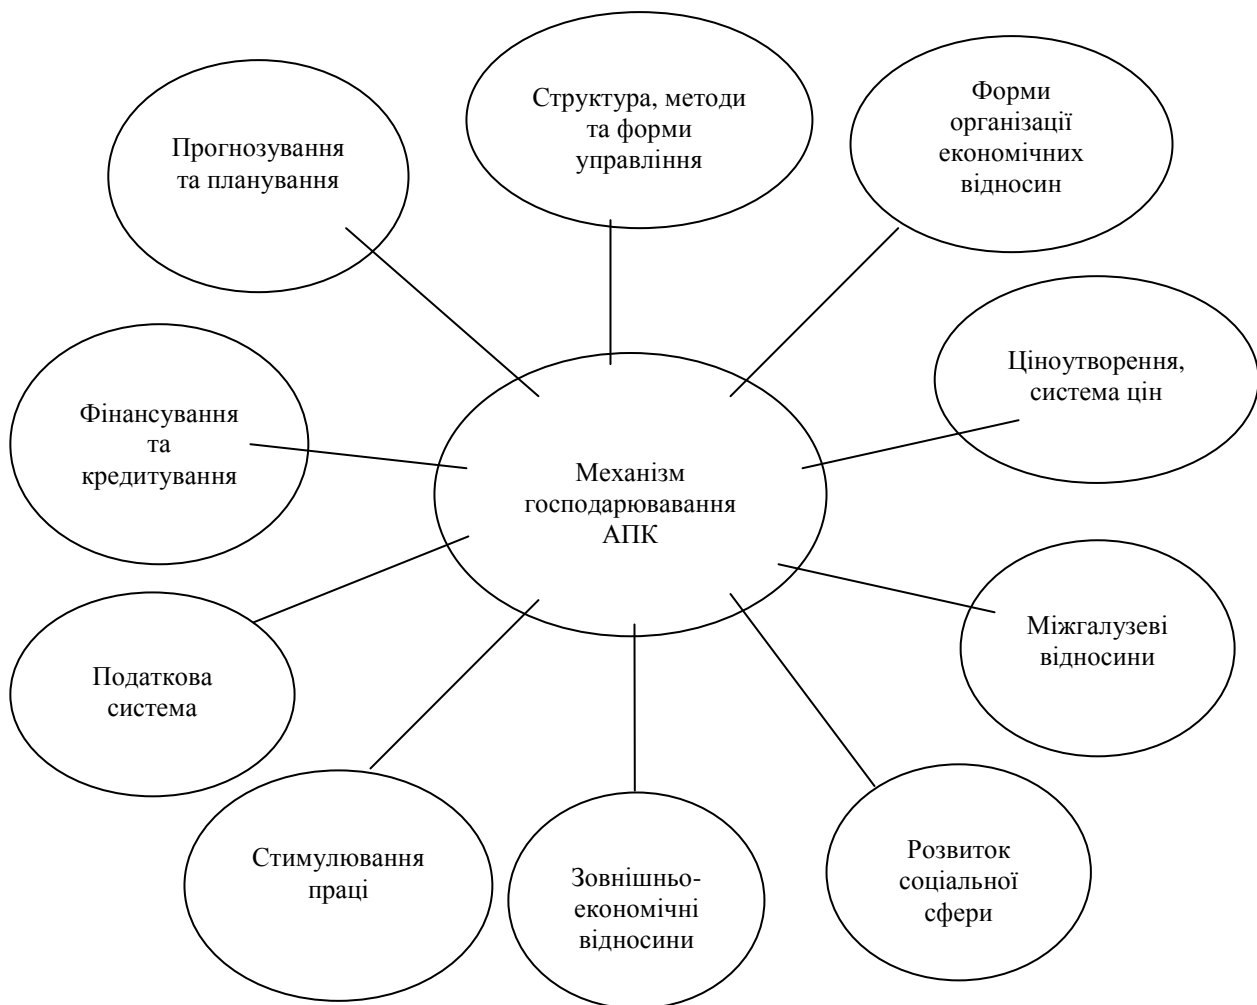 Структура, методи
та форми
управління
Форми
організації
економічних
відносин
Прогнозування
та планування
Ціноутворення,
система цін
Фінансування
та
кредитування
Механізм
господарюваванння
АПК
Міжгалузеві
відносини
Податкова
система
Стимулювання
праці
Зовнішньо-
економічні
відносини
Розвиток
соціальної
сфери